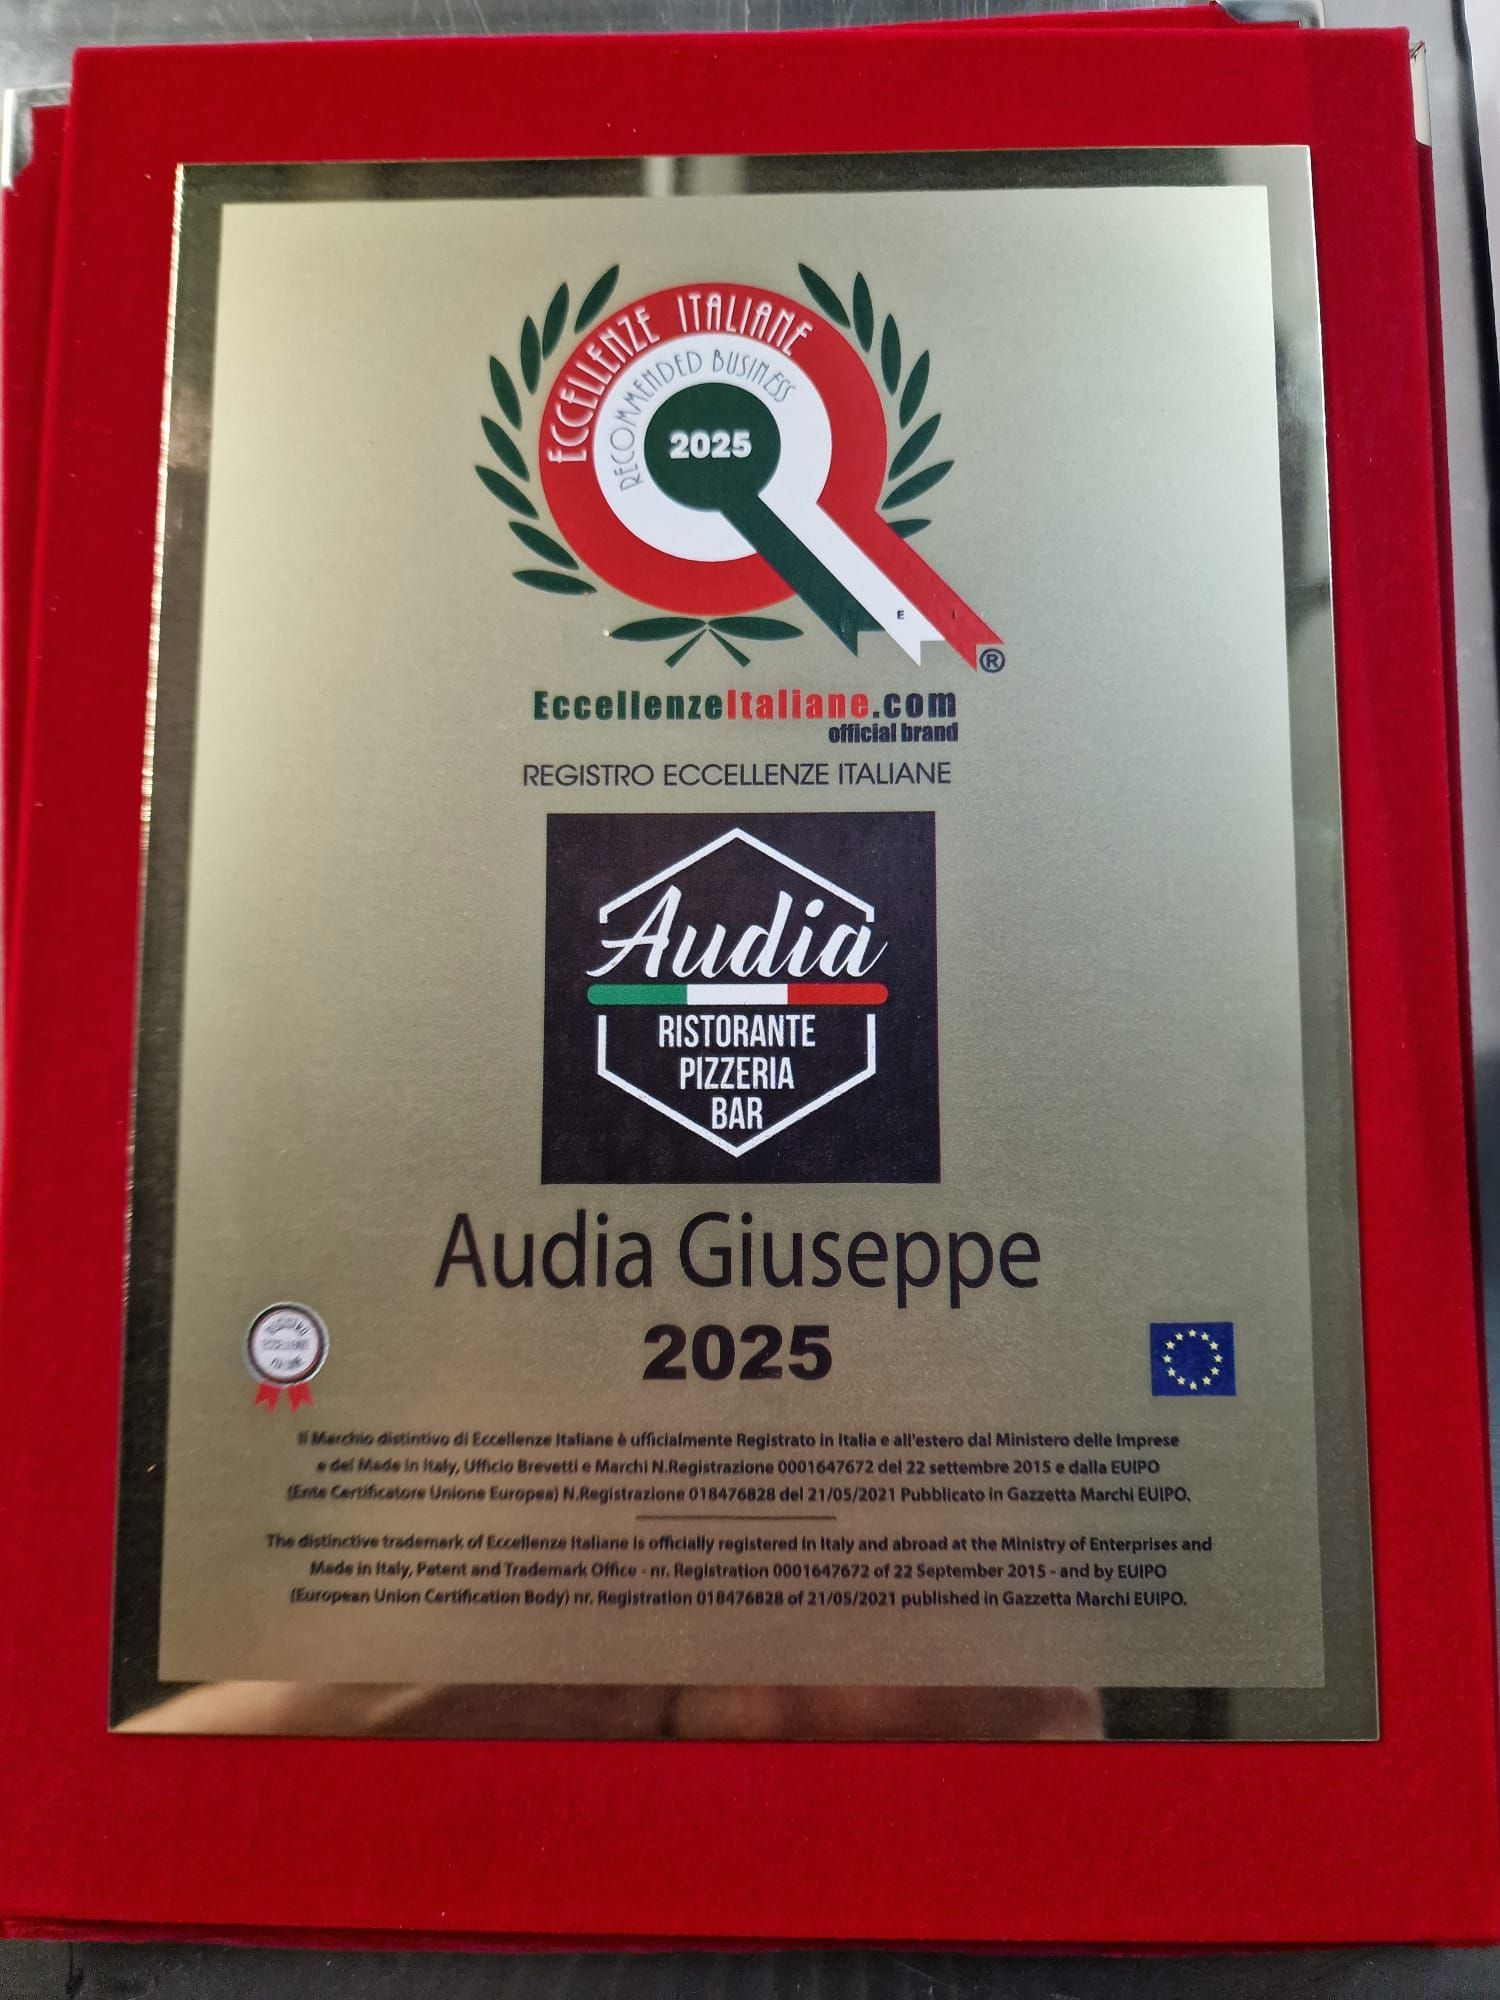 ECCELLENZE ITALIANE
RECOMMENDED BUSINESS
2025
E I
®
EccellenzeItaliane.com
official brand
REGISTRO ECCELLENZE ITALIANE
Audia
RISTORANTE
PIZZERIA
BAR
Audia Giuseppe
2025
Il Marchio distintivo di Eccellenze Italiane è ufficialmente Registrato in Italia e all'estero dal Ministero delle Imprese
e del Made in Italy, Ufficio Brevetti e Marchi N.Registrazione 0001647672 del 22 settembre 2015 e dalla EUIPO
(Ente Certificatore Unione Europea) N.Registrazione 018476828 del 21/05/2021 Pubblicato in Gazzetta Marchi EUIPO.
The distinctive trademark of Eccellenze Italiane is officially registered in Italy and abroad at the Ministry of Enterprises and
Made in Italy, Patent and Trademark Office - nr. Registration 0001647672 of 22 September 2015 - and by EUIPO
(European Union Certification Body) nr. Registration 018476828 of 21/05/2021 published in Gazzetta Marchi EUIPO.